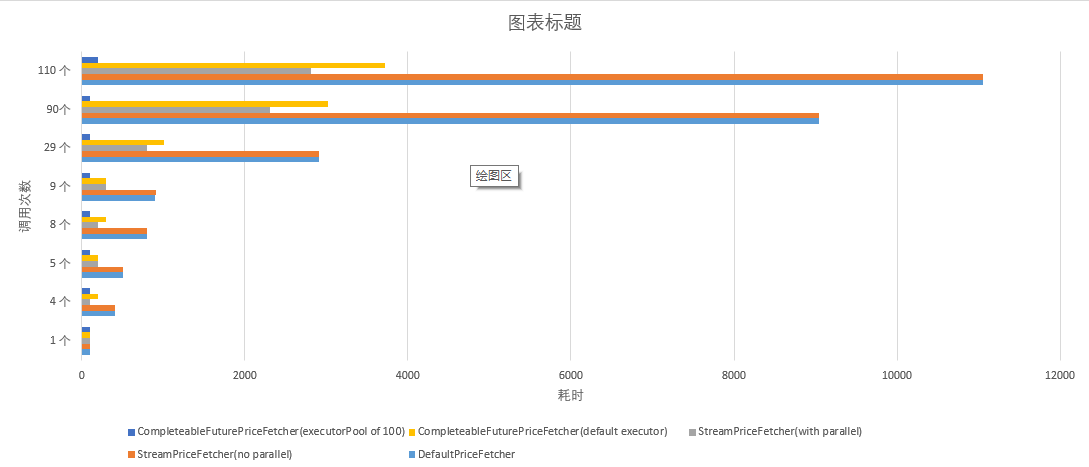 图表标题
110 个
90个
29 个
9 个
8 个
5 个
4 个
1 个
调用次数
绘图区
0 2000 4000 6000 8000 10000 12000
耗时
CompleteableFuturePriceFetcher(executorPool of 100) CompleteableFuturePriceFetcher(default executor) StreamPriceFetcher(with parallel)
StreamPriceFetcher(no parallel) DefaultPriceFetcher